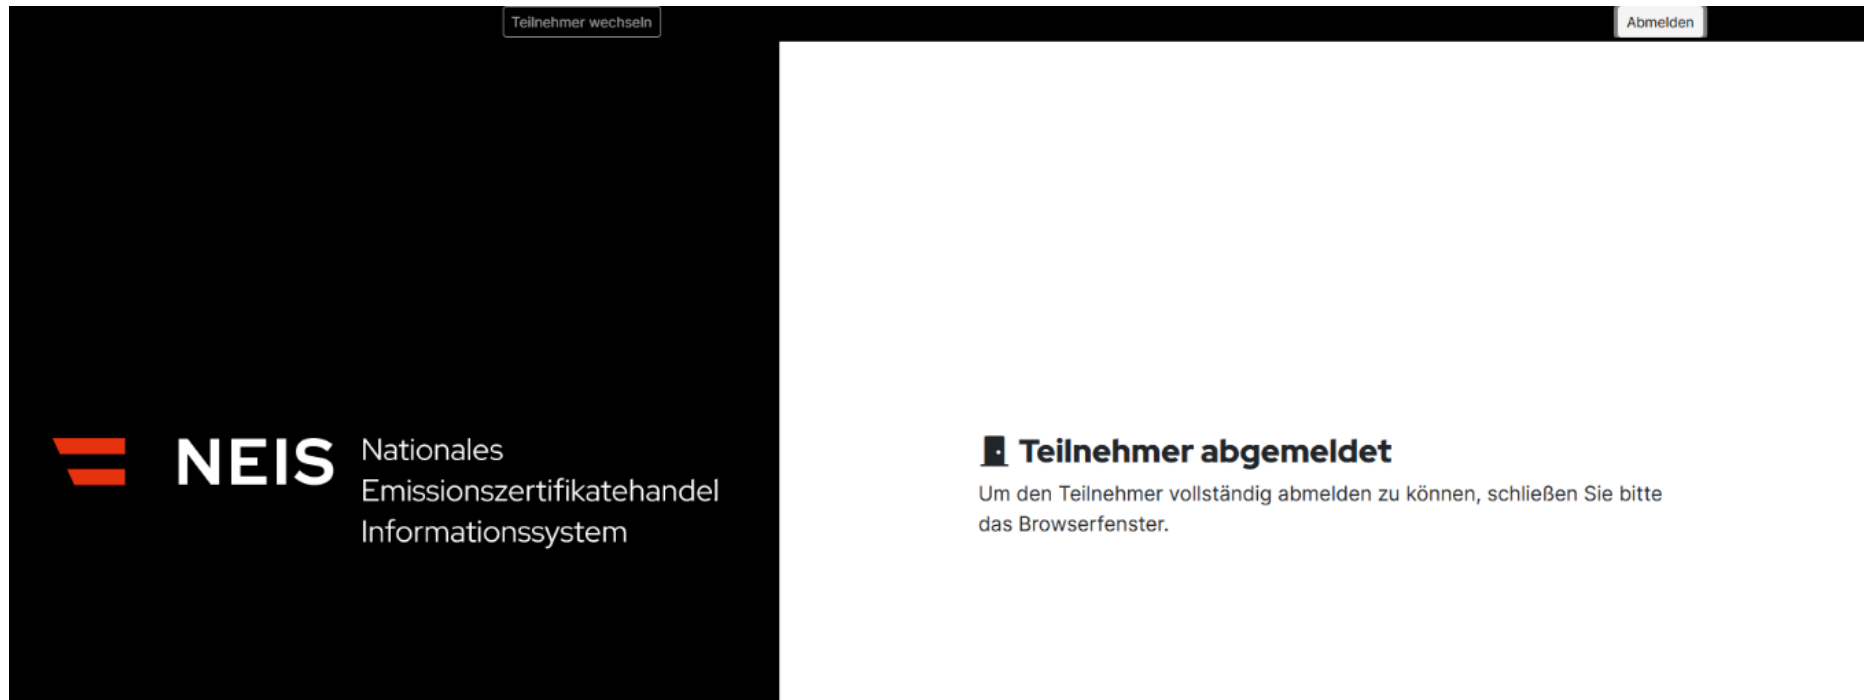 Teilnehmer wechseln
Abmelden
NEIS
Nationales
Emissionszertifikatehandel
Informationssystem
Teilnehmer abgemeldet
Um den Teilnehmer vollständig abmelden zu können, schließen Sie bitte
das Browserfenster.